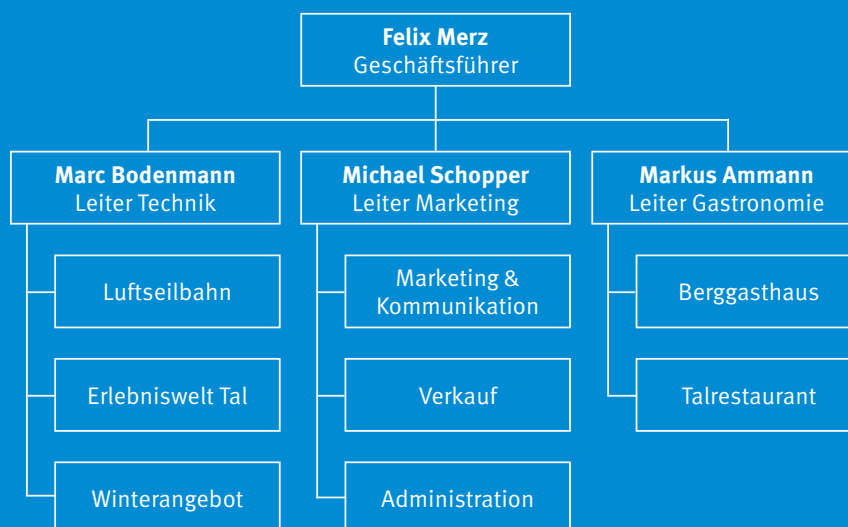 Felix Merz
Geschäftsführer
Marc Bodenmann
Leiter Technik
Michael Schopper
Leiter Marketing
Markus Ammann
Leiter Gastronomie
Luftseilbahn
Marketing &
Kommunikation
Berggasthaus
Erlebniswelt Tal
Verkauf
Talrestaurant
Winterangebot
Administration